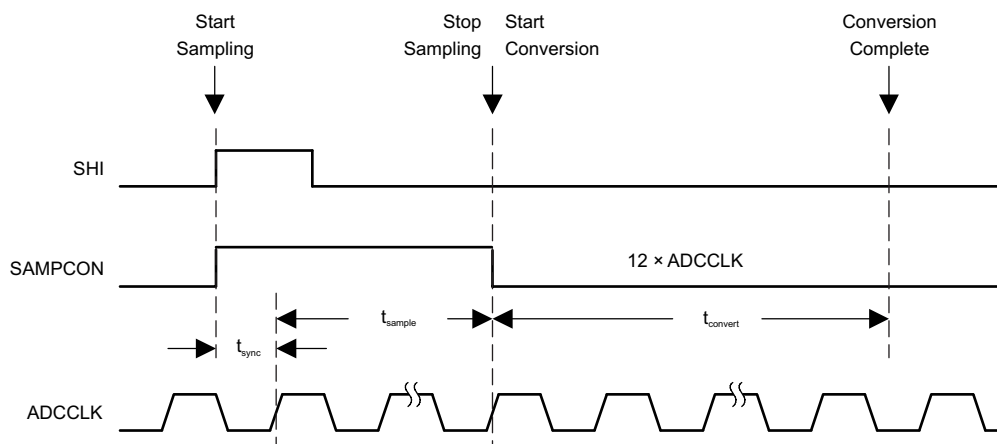 Start
Sampling
Stop
Sampling
Start
Conversion
Conversion
Complete
SHI
SAMPCON
12 × ADCCLK
tsample
tconvert
tsync
ADCCLK